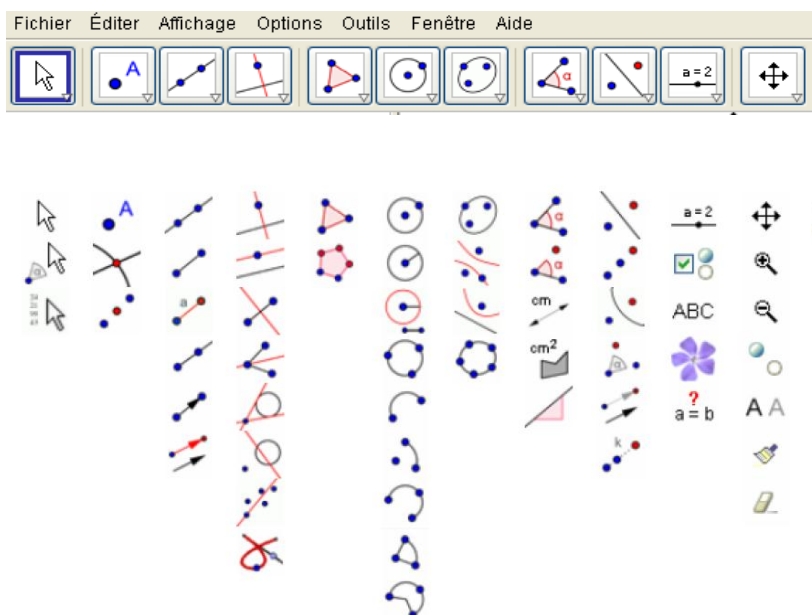 Fichier Éditer Affichage Options Outils Fenêtre Aide
A α a = 2
A α a = 2
α α
a cm ABC
cm² α
? a = b A A
k